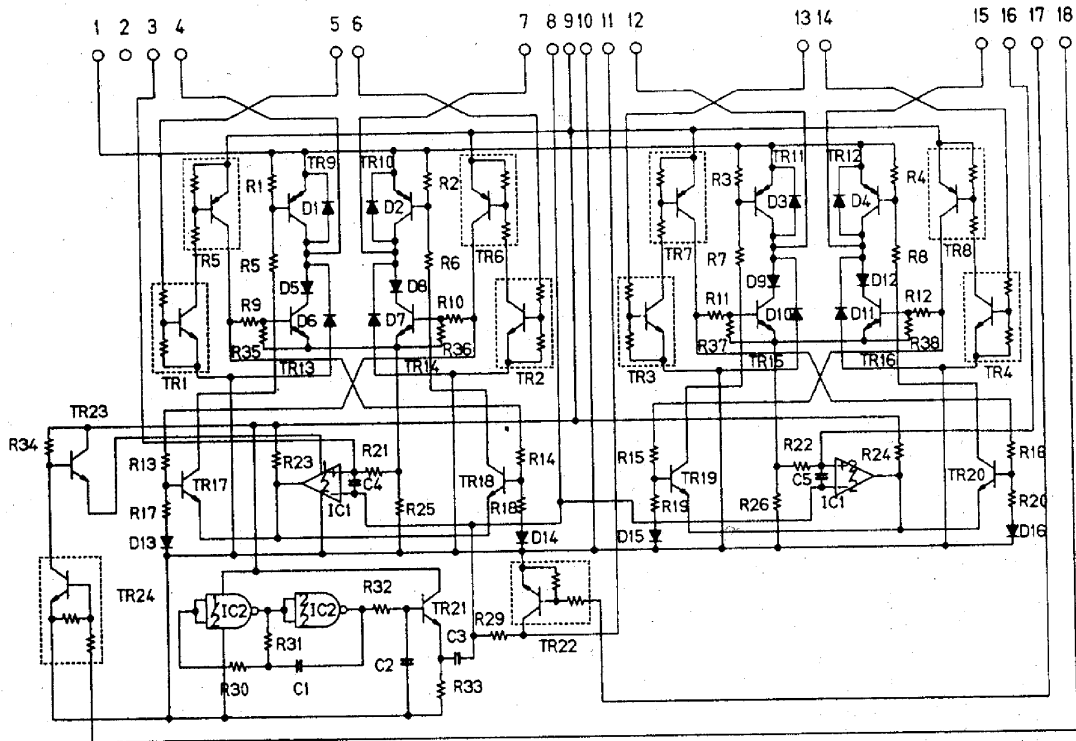 1 2 3 4 5 6 7 8 9 10 11 12 13 14 15 16 17 18
TR9 TR10 TR11 TR12
R1 R2 R3 R4
D1 D2 D3 D4
TR5 R5 R6 TR6 TR7 R7 R8 TR8
D5 D8 D9 D12
R9 D6 D7 R10 R11 D10 D11 R12
R35 R36 R37 R38
TR1 TR13 TR14 TR2 TR3 TR15 TR16 TR4
TR23
R34 R13 R23 R21 R14 R15 R22 R24 R16
C4 C5
TR17 TR18 TR19 TR20
R17 IC1 R25 R18 R19 R26 IC1 R20
D13 D14 D15 D16
TR24 IC2 IC2 R32 TR21
R31 C3 R29 TR22
R30 C1 C2 R33